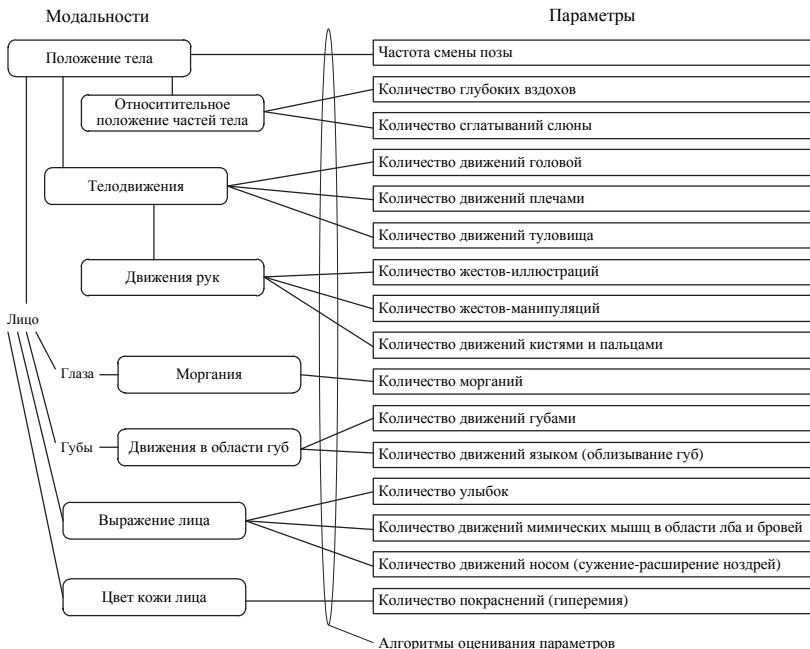 Модальности
Параметры
Положение тела
Частота смены позы
Относитительное
положение частей тела
Количество глубоких вздохов
Количество сглатываний слюны
Телодвижения
Количество движений головой
Количество движений плечами
Количество движений туловища
Движения рук
Количество жестов-иллюстраций
Количество жестов-манипуляций
Количество движений кистями и пальцами
Лицо
Глаза
Моргания
Количество морганий
Губы
Движения в области губ
Количество движений губами
Количество движений языком (облизывание губ)
Выражение лица
Количество улыбок
Количество движений мимических мышц в области лба и бровей
Количество движений носом (сужение-расширение ноздрей)
Цвет кожи лица
Количество покраснений (гиперемия)
Алгоритмы оценивания параметров